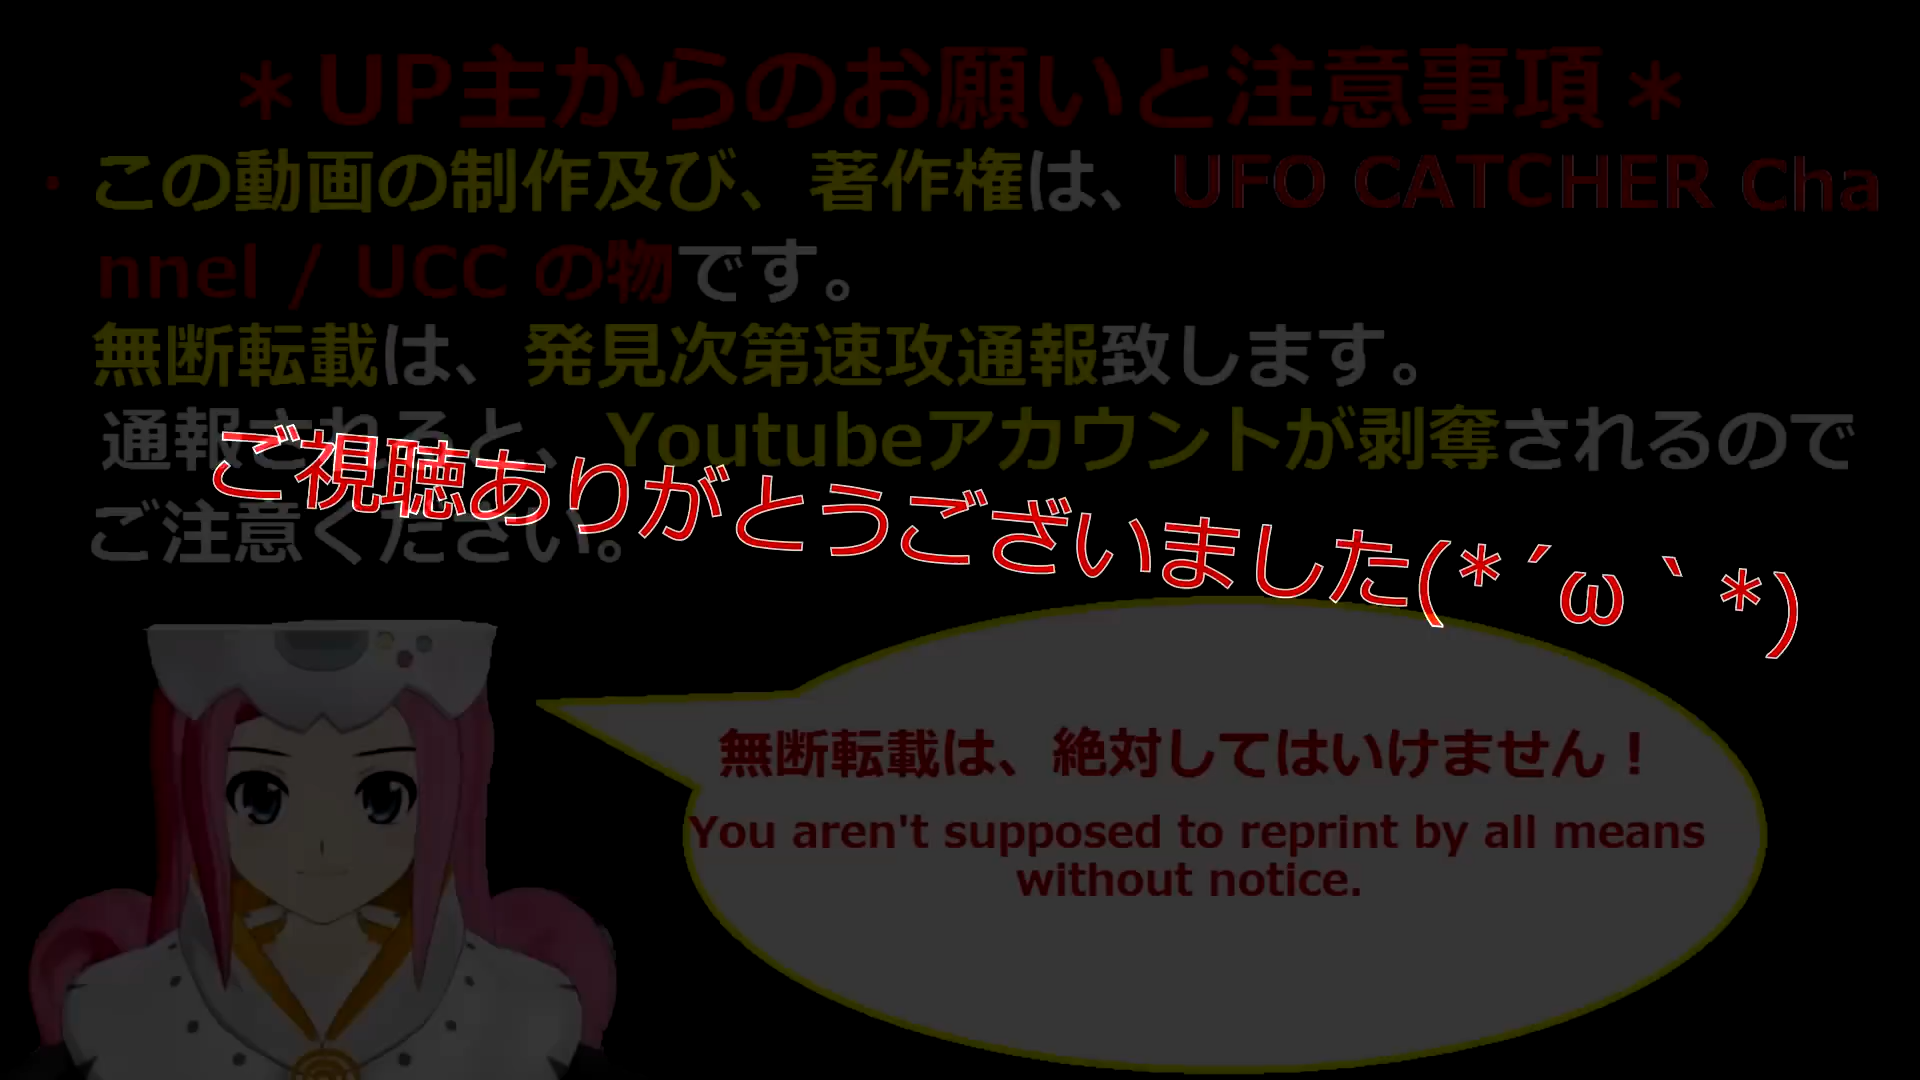 ＊UP主からのお願いと注意事項＊
・この動画の制作及び、著作権は、UFO CATCHER Cha
nnel / UCC の物です。
無断転載は、発見次第速攻通報致します。
通報されると、Youtubeアカウントが剥奪されるので
ご注意ください。
ご視聴ありがとうございました(*´ω｀*)
無断転載は、絶対してはいけません！
You aren't supposed to reprint by all means
without notice.